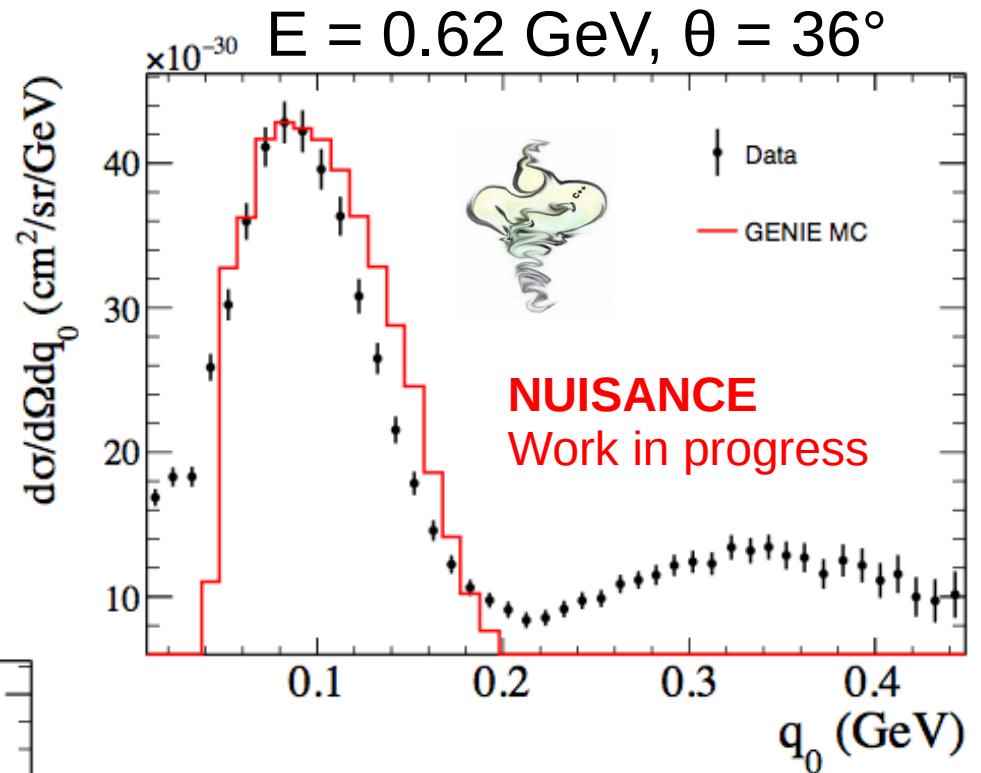 E = 0.62 GeV, θ = 36°
×10⁻³⁰
dσ/dΩdq₀ (cm²/sr/GeV)
40
30
20
10
Data
GENIE MC
C++
NUISANCE
Work in progress
0.1 0.2 0.3 0.4
q₀ (GeV)